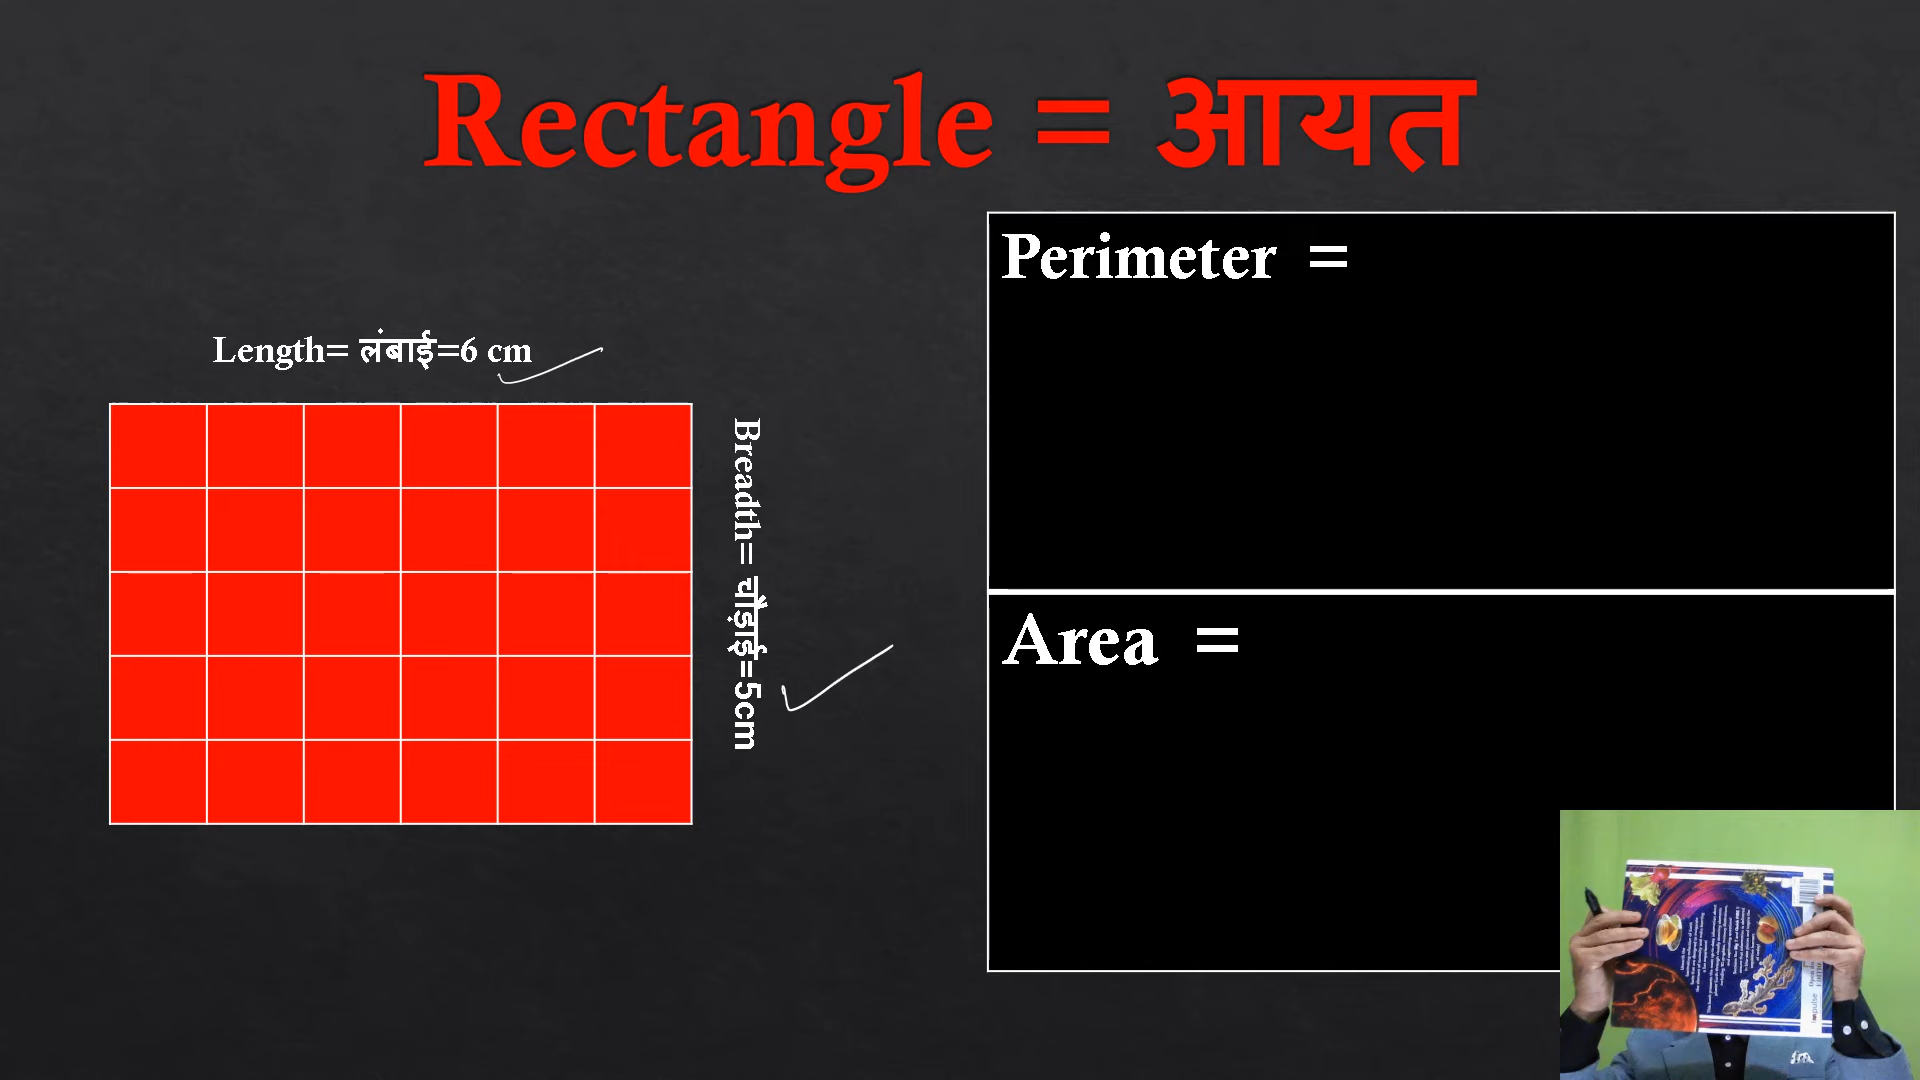 Rectangle = आयत
Length= लंबाई=6 cm
Breadth= चौड़ाई=5cm
Perimeter =
Area =